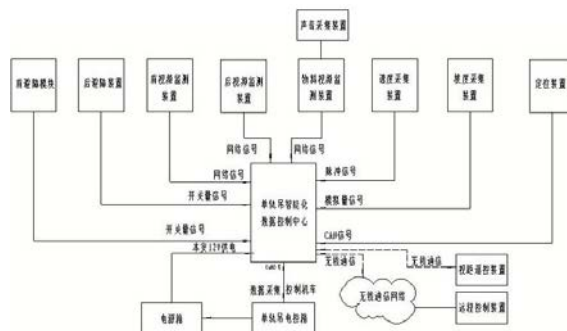 声音采集装置
前避障模块
后避障装置
前视频监测
装置
后视频监测
装置
物料视频监
测装置
速度采集
装置
坡度采集
装置
定位装置
网络信号
网络信号
网络信号
脉冲信号
开关量信号
模拟量信号
单轨吊智能化
数据控制中心
开关量信号
CAN信号
本安12V供电
无线通信
无线通信
视距遥控装置
数据采集
控制机车
无线通信网络
远程控制装置
电源箱
单轨吊电控箱